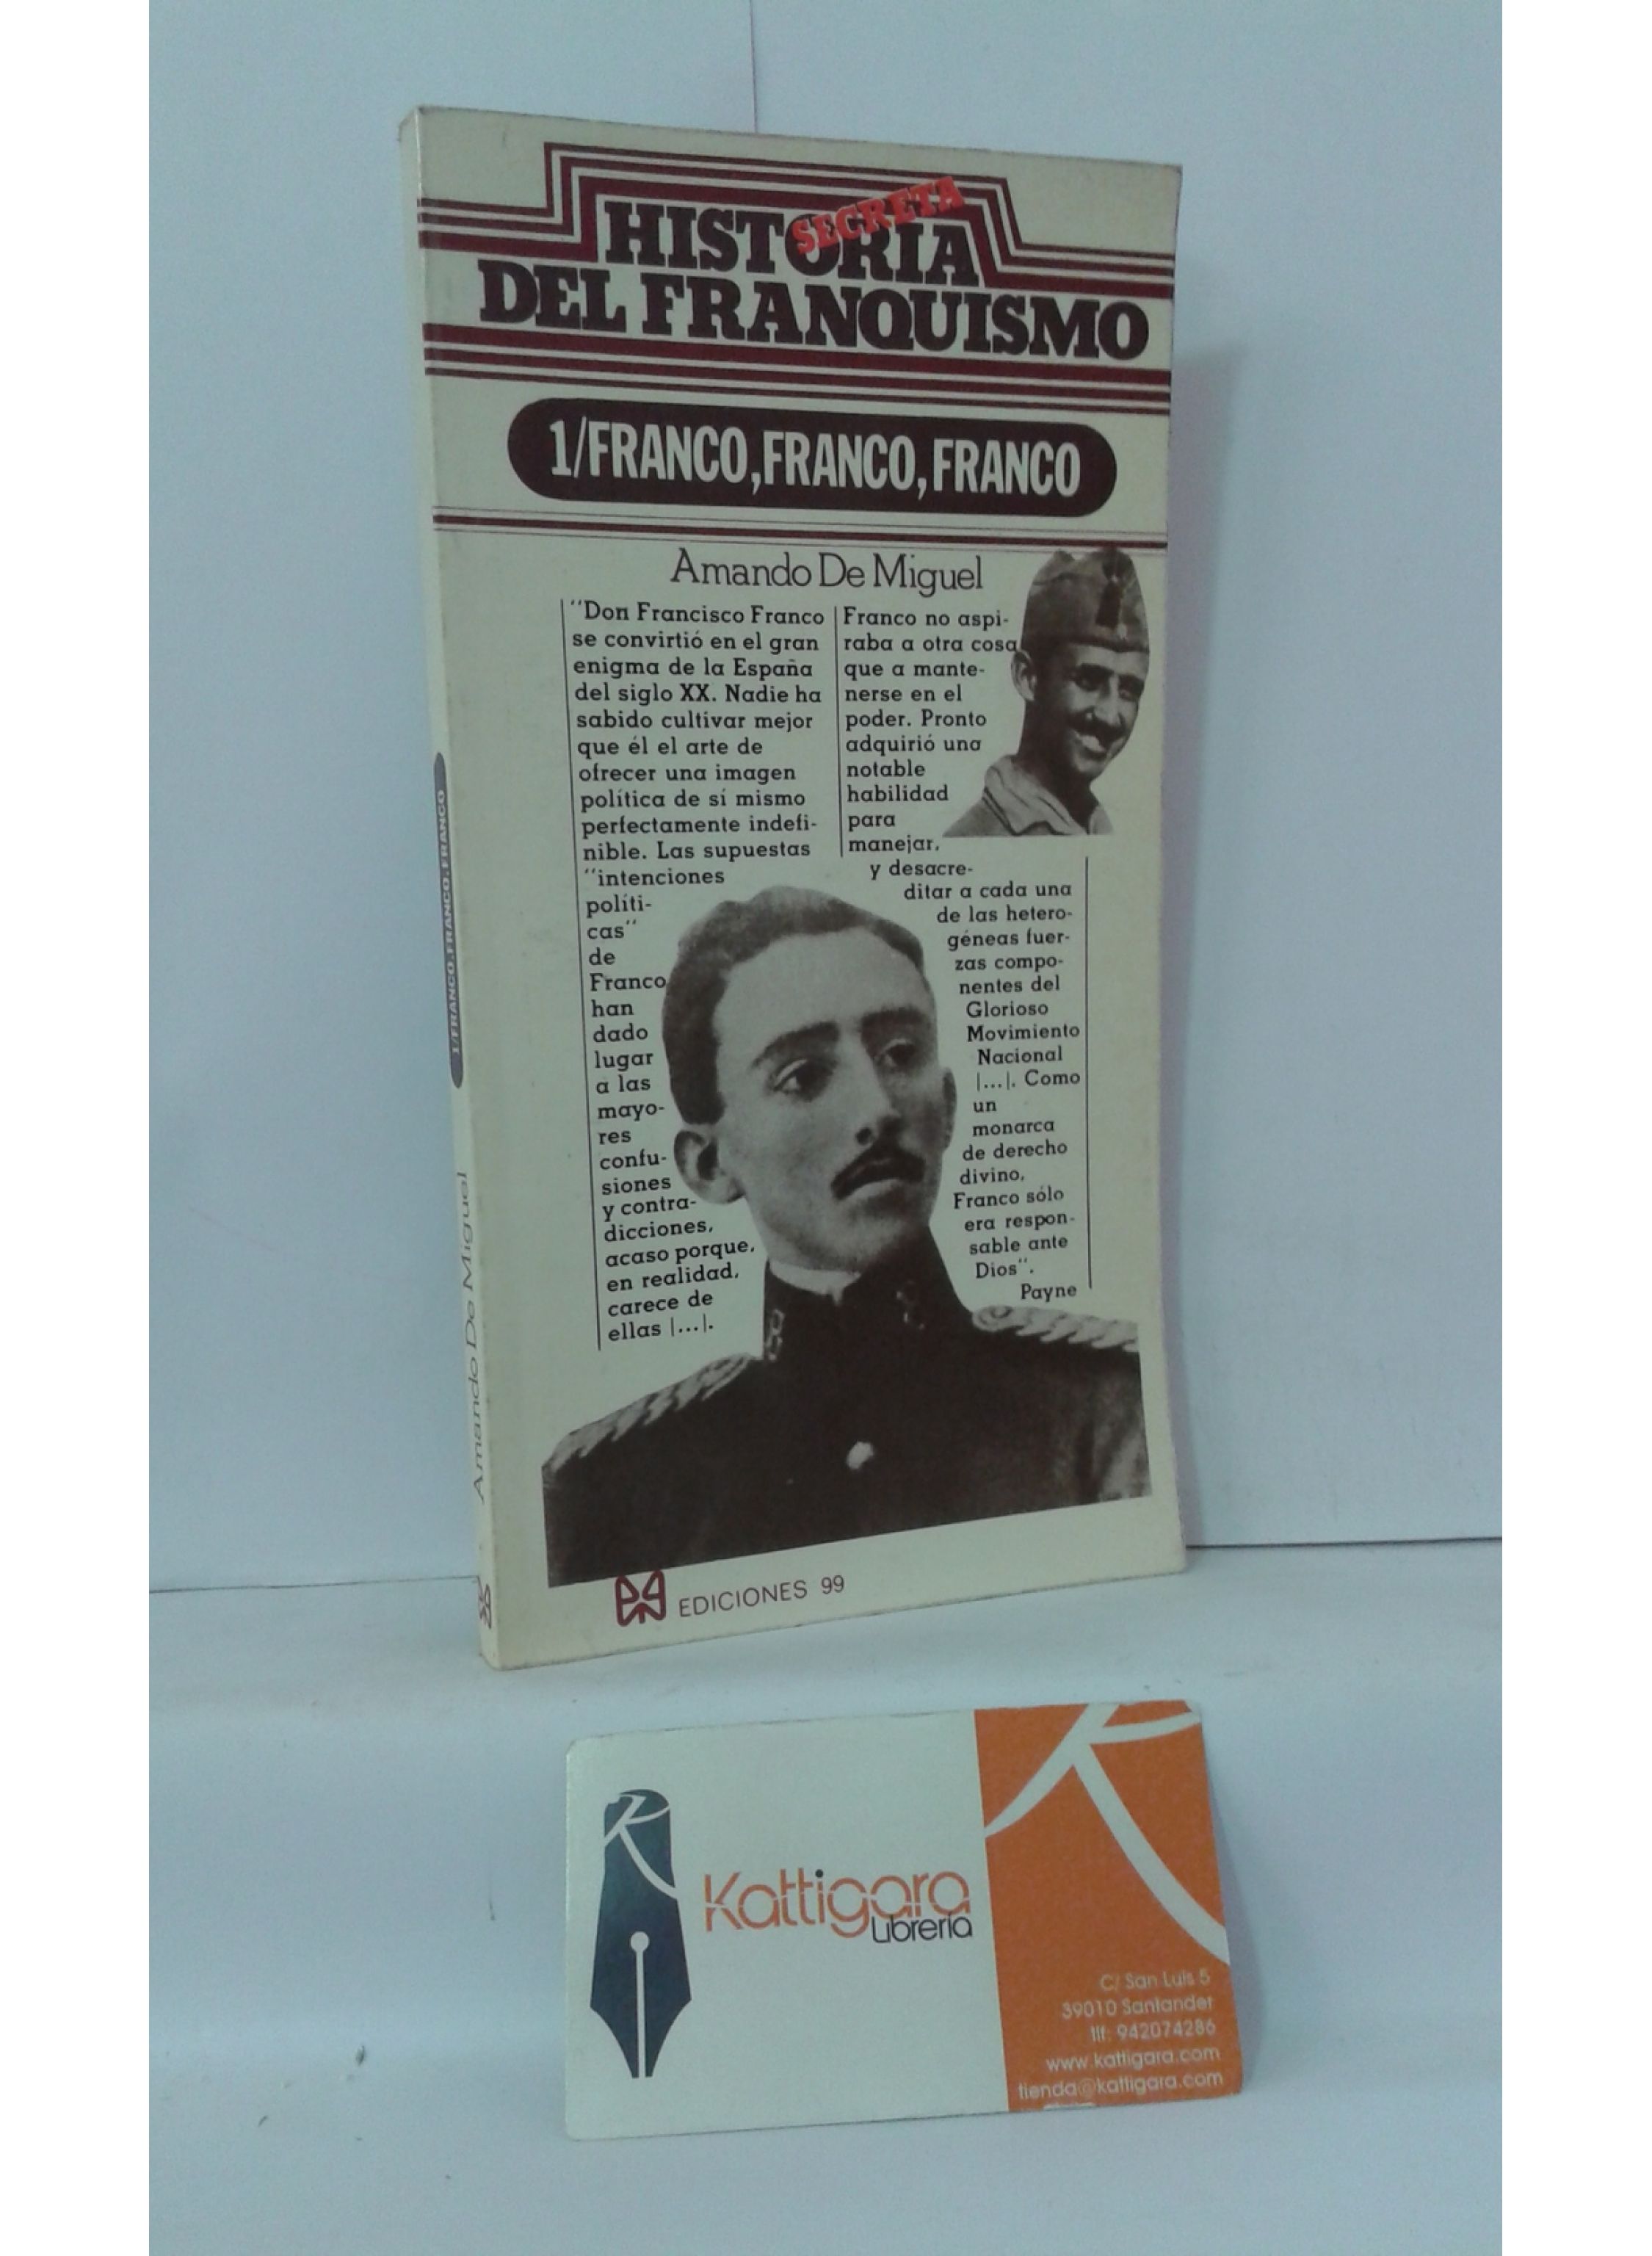 HISTORIA
SECRETA
DEL FRANQUISMO
1/FRANCO, FRANCO, FRANCO
Amando De Miguel
"Don Francisco Franco
se convirtió en el gran
enigma de la España
del siglo XX. Nadie ha
sabido cultivar mejor
que él el arte de
ofrecer una imagen
política de sí mismo
perfectamente indefi-
nible. Las supuestas
"intenciones
políti-
cas"
de
Franco
han
dado
lugar
a las
mayo-
res
confu-
siones
y contra-
dicciones,
acaso porque,
en realidad,
carece de
ellas |...|.
Franco no aspi-
raba a otra cosa
que a mante-
nerse en el
poder. Pronto
adquirió una
notable
habilidad
para
manejar,
y desacre-
ditar a cada una
de las hetero-
géneas fuer-
zas compo-
nentes del
Glorioso
Movimiento
Nacional
|...|. Como
un
monarca
de derecho
divino,
Franco sólo
era respon-
sable ante
Dios".
Payne
EDICIONES 99
1/FRANCO, FRANCO, FRANCO
Amando De Miguel
Kattigara
Librería
C/ San Luis 5
39010 Santander
tlf: 942074286
www.kattigara.com
tienda@kattigara.com